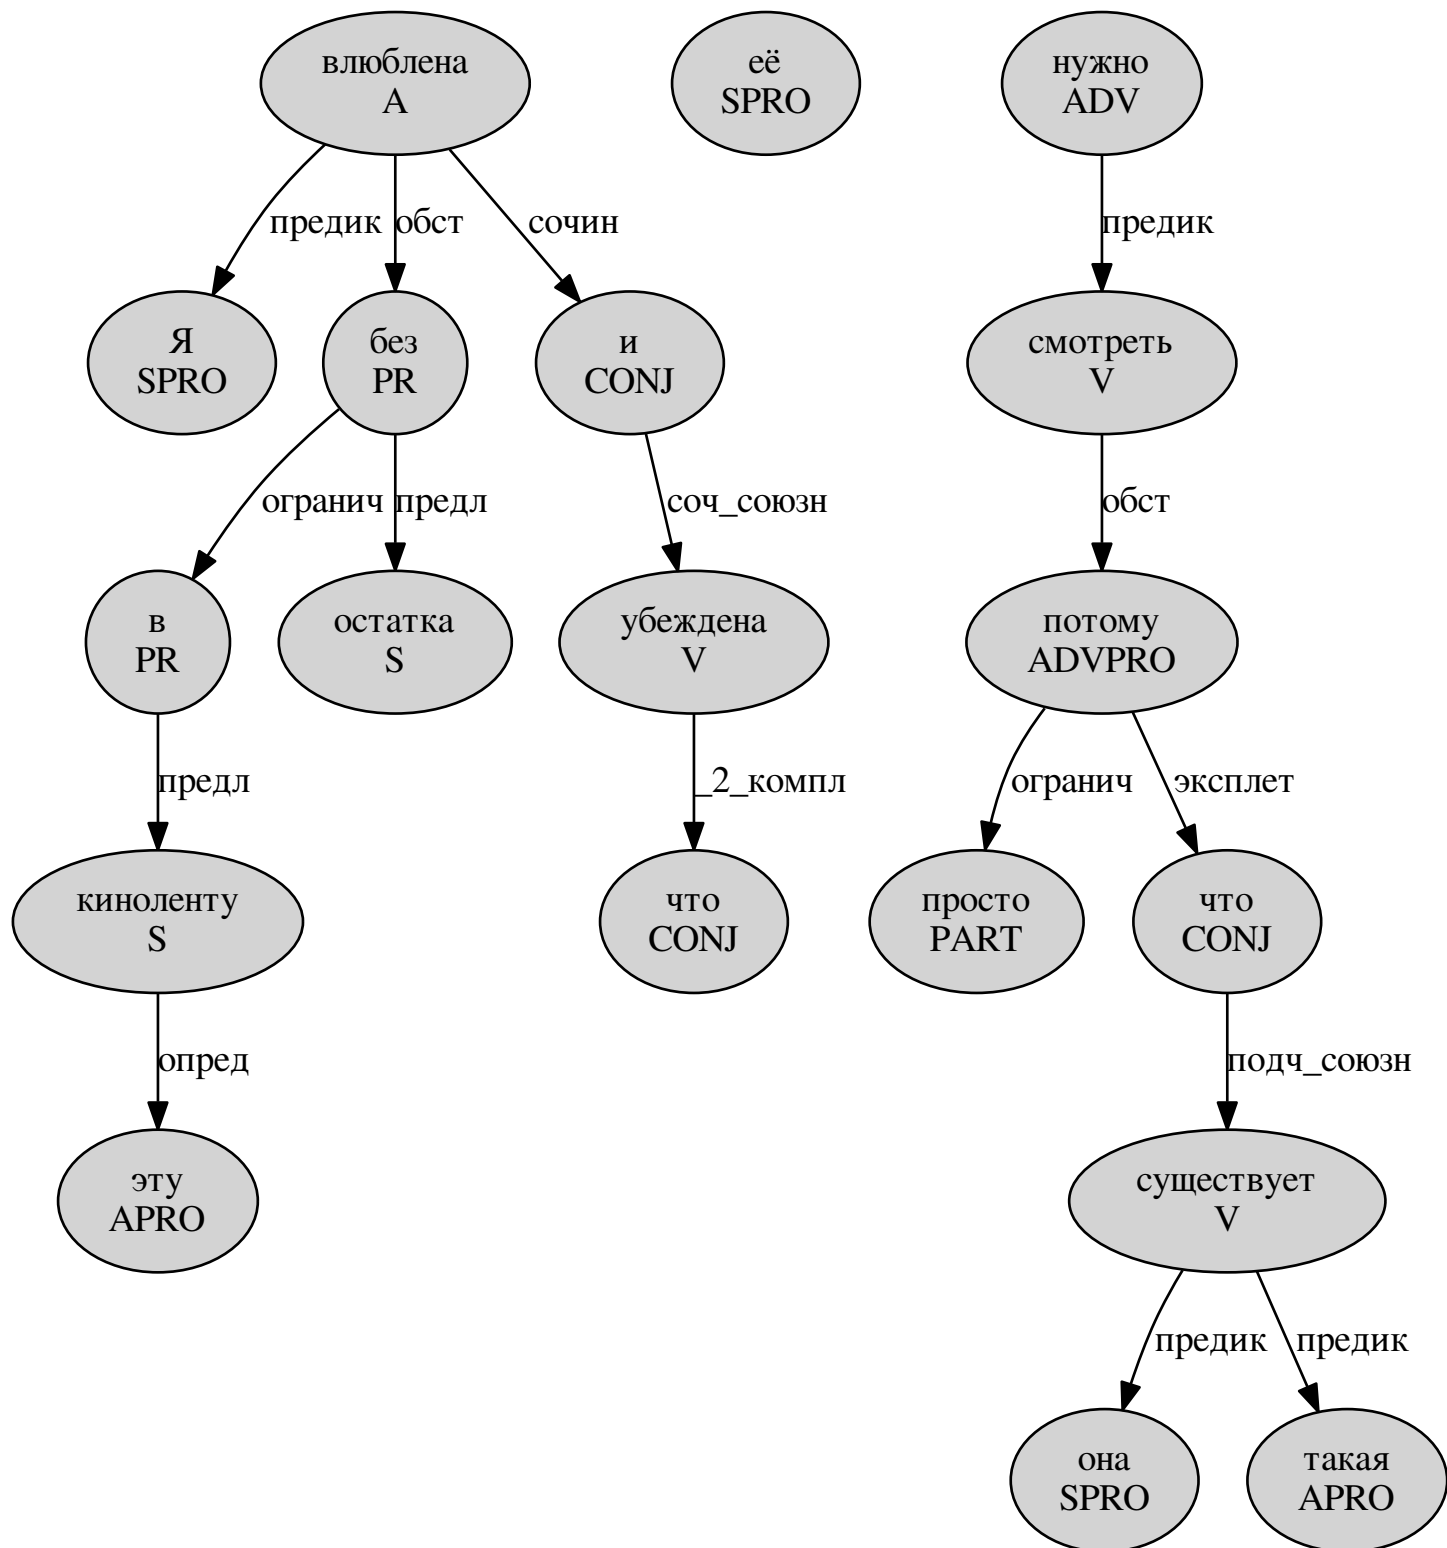 влюблена
A
её
SPRO
нужно
ADV
предик
обст
сочин
предик
Я
SPRO
без
PR
и
CONJ
смотреть
V
огранич
предл
соч_союзн
обст
в
PR
остатка
S
убеждена
V
потому
ADVPRO
предл
_2_компл
огранич
эксплет
киноленту
S
что
CONJ
просто
PART
что
CONJ
опред
подч_союзн
эту
APRO
существует
V
предик
предик
она
SPRO
такая
APRO